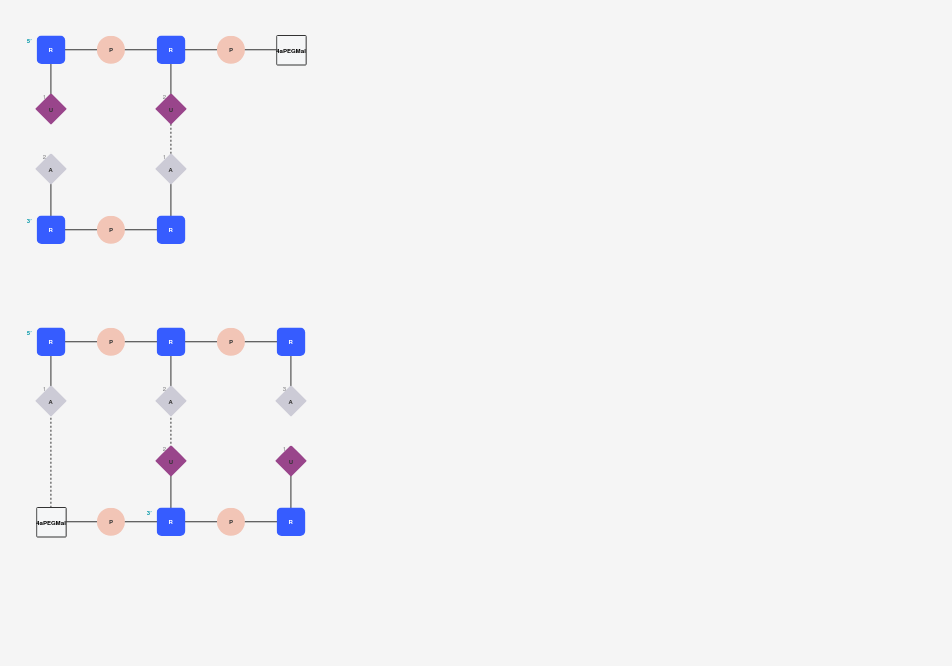 5'
R P R P 4aPEGMal
1 2
U U
2 1
A A
3'
R P R
5'
R P R P R
1 2 3
A A A
2 1
U U
3'
4aPEGMal P R P R